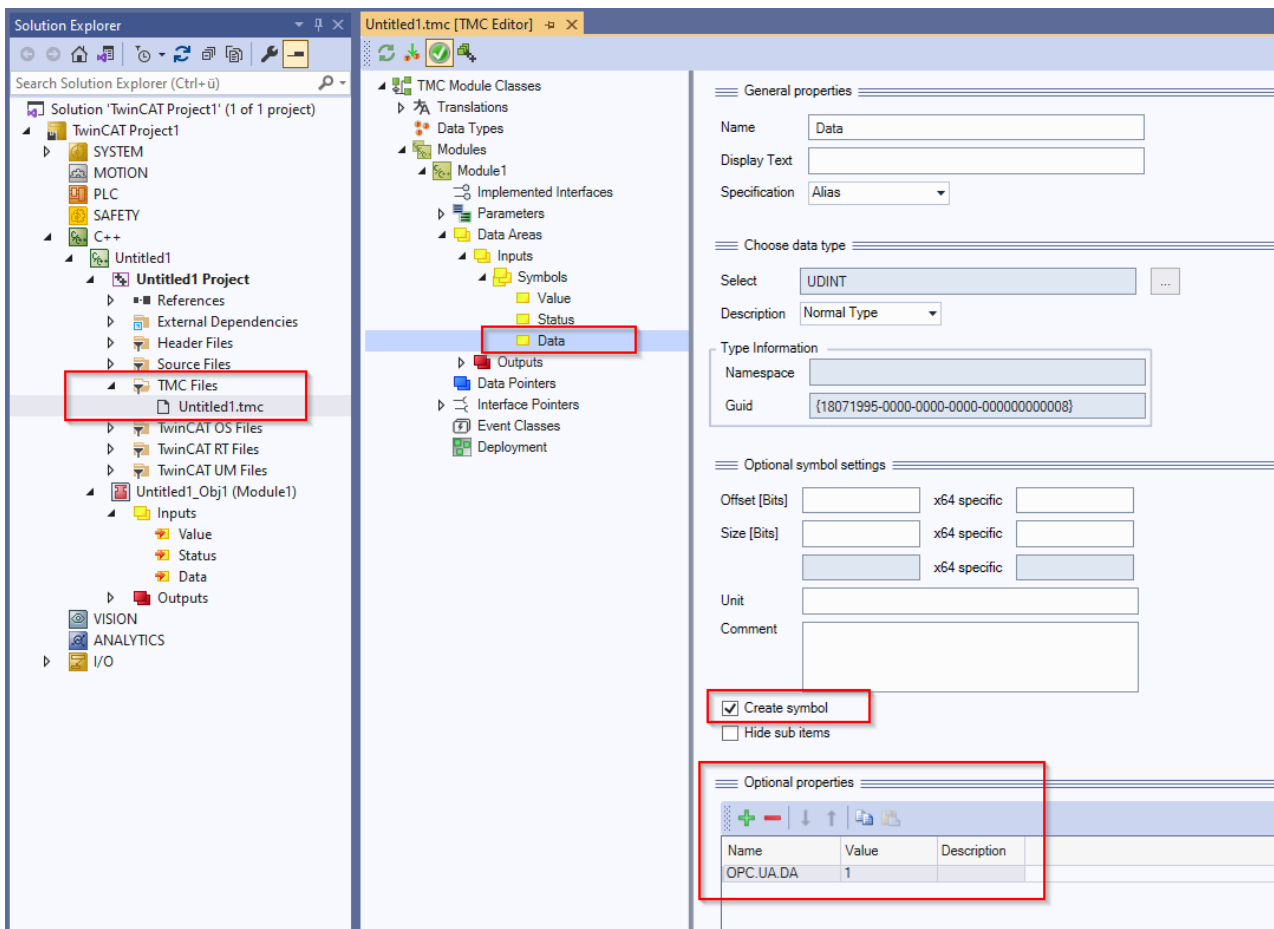 Solution Explorer
Search Solution Explorer (Ctrl+ü)
Solution 'TwinCAT Project1' (1 of 1 project)
TwinCAT Project1
SYSTEM
MOTION
PLC
SAFETY
C++
Untitled1
Untitled1 Project
References
External Dependencies
Header Files
Source Files
TMC Files
Untitled1.tmc
TwinCAT OS Files
TwinCAT RT Files
TwinCAT UM Files
Untitled1_Obj1 (Module1)
Inputs
Value
Status
Data
Outputs
VISION
ANALYTICS
I/O
Untitled1.tmc [TMC Editor]
TMC Module Classes
Translations
Data Types
Modules
Module1
Implemented Interfaces
Parameters
Data Areas
Inputs
Symbols
Value
Status
Data
Outputs
Data Pointers
Interface Pointers
Event Classes
Deployment
General properties
Name Data
Display Text
Specification Alias
Choose data type
Select UDINT ...
Description Normal Type
Type Information
Namespace
Guid {18071995-0000-0000-0000-000000000008}
Optional symbol settings
Offset [Bits] x64 specific
Size [Bits] x64 specific
x64 specific
Unit
Comment
Create symbol
Hide sub items
Optional properties
Name Value Description
OPC.UA.DA 1